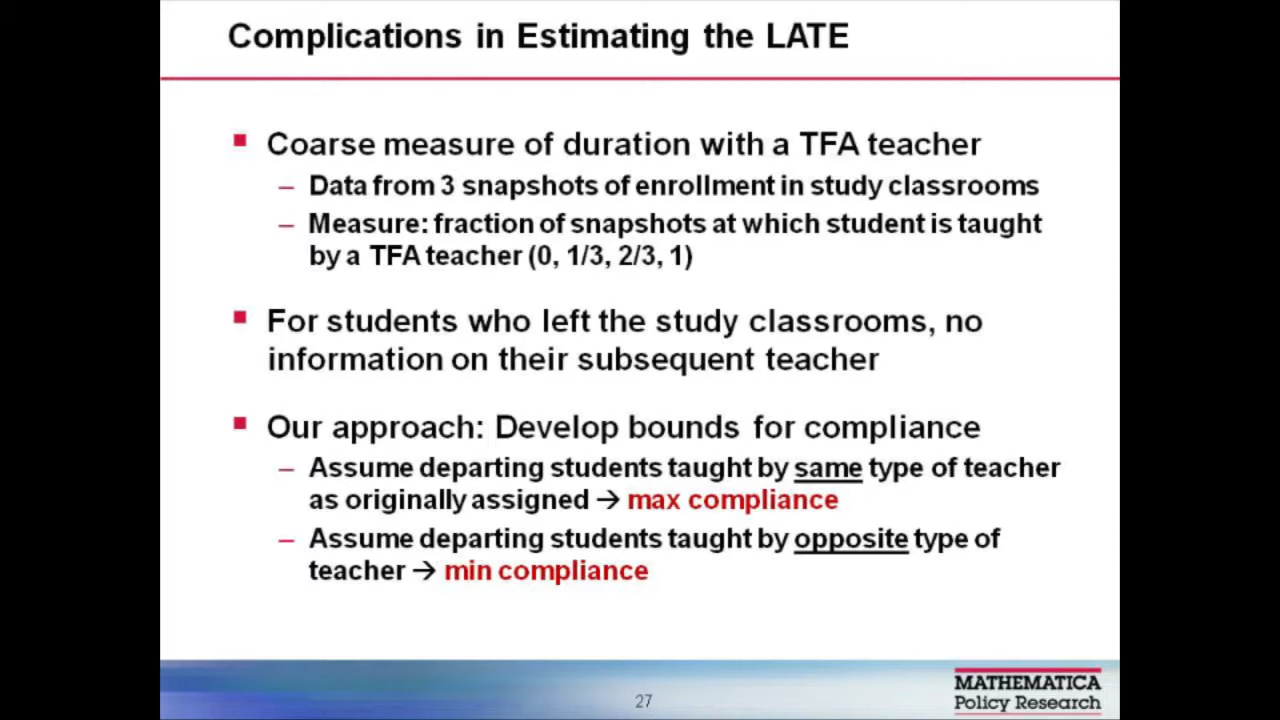 Complications in Estimating the LATE
▪ Coarse measure of duration with a TFA teacher
– Data from 3 snapshots of enrollment in study classrooms
– Measure: fraction of snapshots at which student is taught
by a TFA teacher (0, 1/3, 2/3, 1)
▪ For students who left the study classrooms, no
information on their subsequent teacher
▪ Our approach: Develop bounds for compliance
– Assume departing students taught by same type of teacher
as originally assigned → max compliance
– Assume departing students taught by opposite type of
teacher → min compliance
27
MATHEMATICA
Policy Research